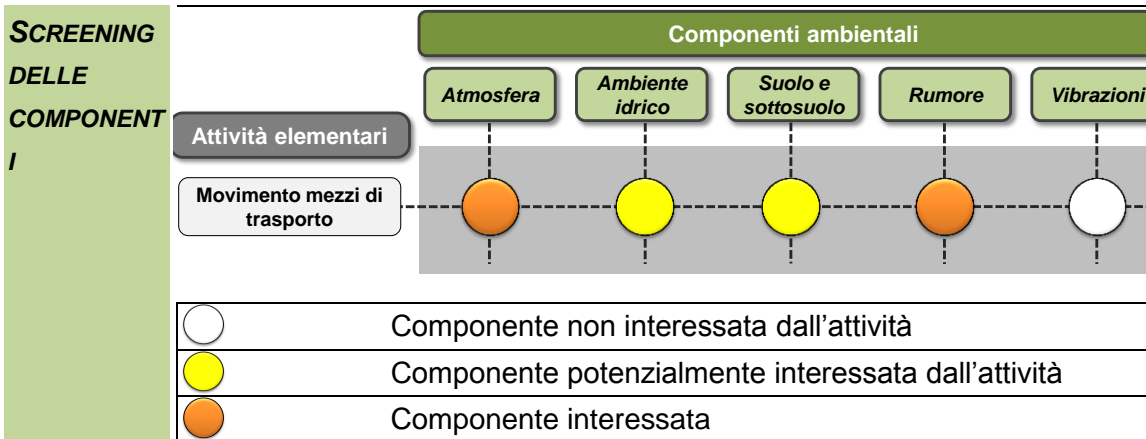 SCREENING
DELLE
COMPONENT
I
Componenti ambientali
Atmosfera
Ambiente
idrico
Suolo e
sottosuolo
Rumore
Vibrazioni
Attività elementari
Movimento mezzi di
trasporto
Componente non interessata dall'attività
Componente potenzialmente interessata dall'attività
Componente interessata